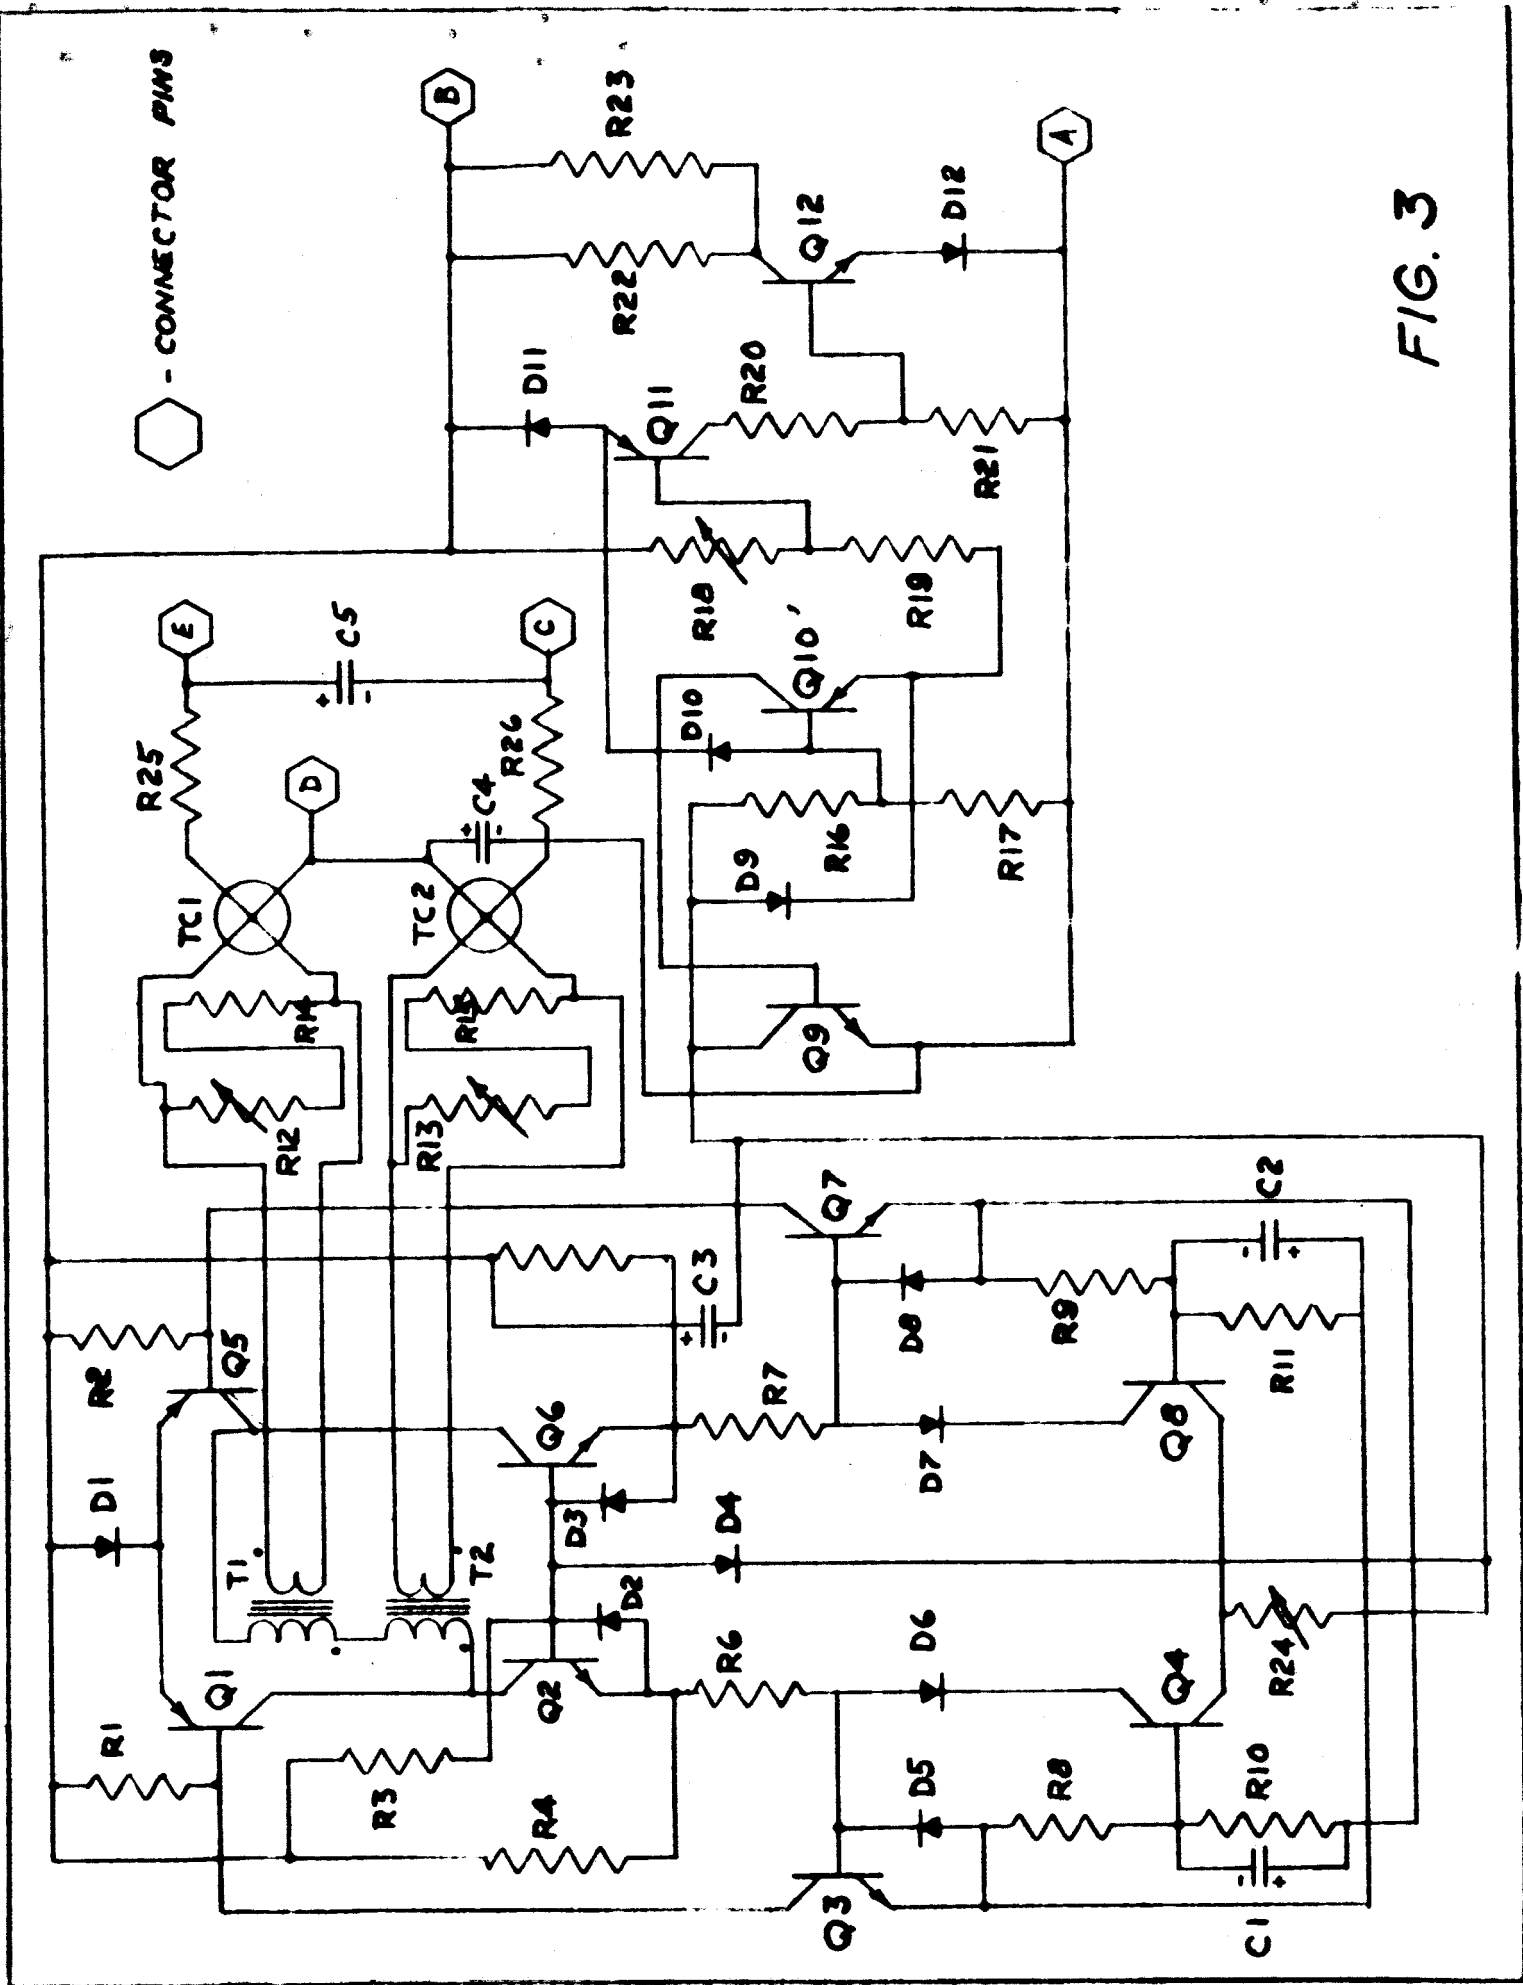 - CONNECTOR PINS
B
A
E
D
C
R23
R22
Q12
D12
D11
Q11
R20
R21
R18
R19
Q10'
D10
R16
R17
D9
Q9
C5
R25
R26
C4
TC1
TC2
R14
R15
R12
R13
R2
Q5
D1
T1
T2
Q1
R1
R3
R4
Q2
D2
D3
Q6
C3
R7
D4
R6
Q7
D8
R9
C2
R11
D7
Q8
D6
Q4
R24
D5
R8
R10
Q3
C1
+
-
+
-
+
-
-
+
-
+
FIG. 3